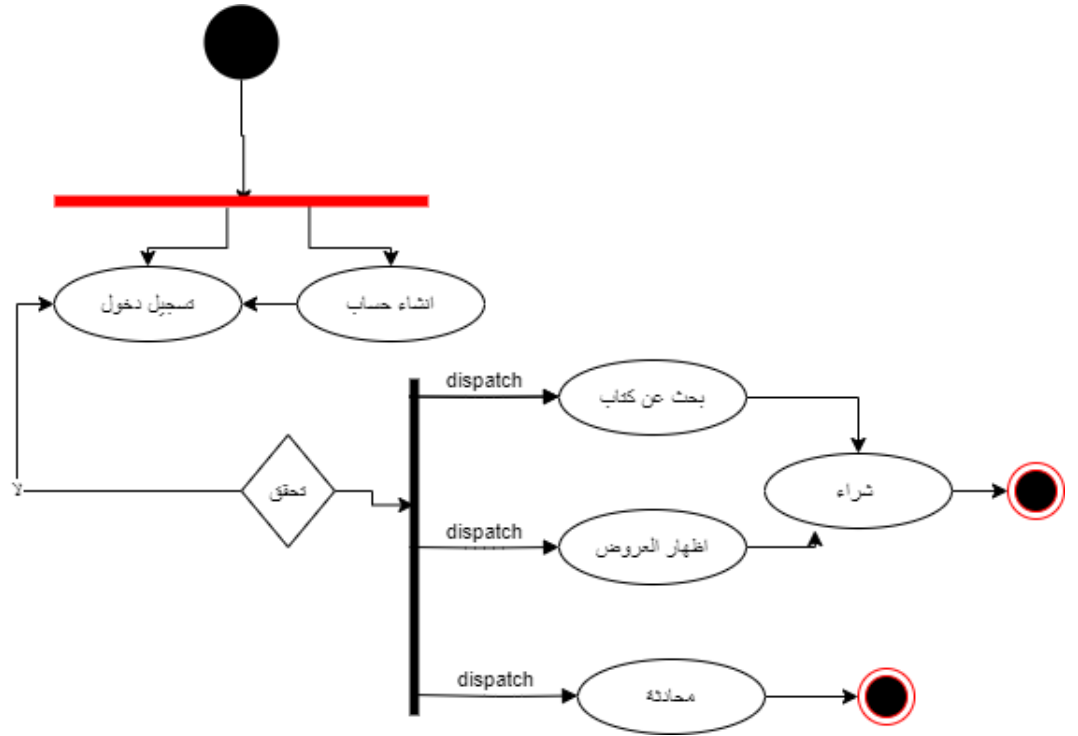 تسجيل دخول
انشاء حساب
dispatch
بحث عن كتاب
لا
تحقق
شراء
dispatch
اظهار العروض
dispatch
محادثة